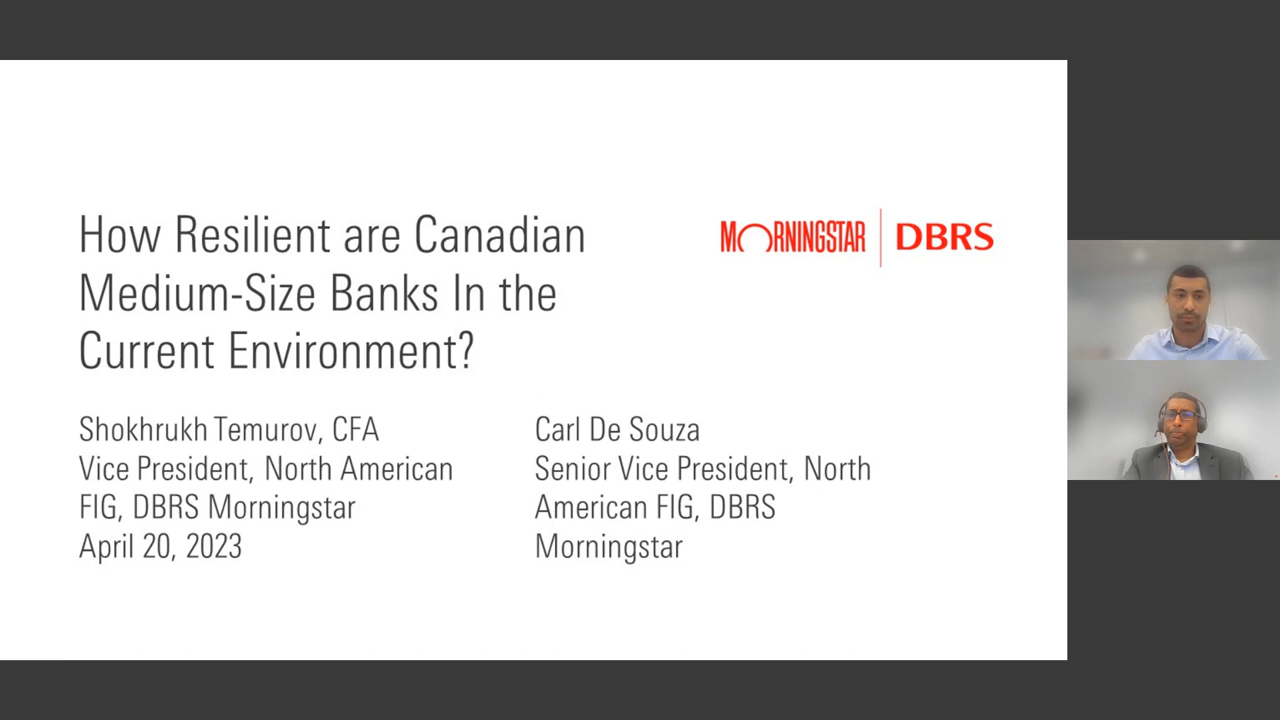 How Resilient are Canadian
Medium-Size Banks In the
Current Environment?
MORNINGSTAR | DBRS
Shokhrukh Temurov, CFA
Vice President, North American
FIG, DBRS Morningstar
April 20, 2023
Carl De Souza
Senior Vice President, North
American FIG, DBRS
Morningstar